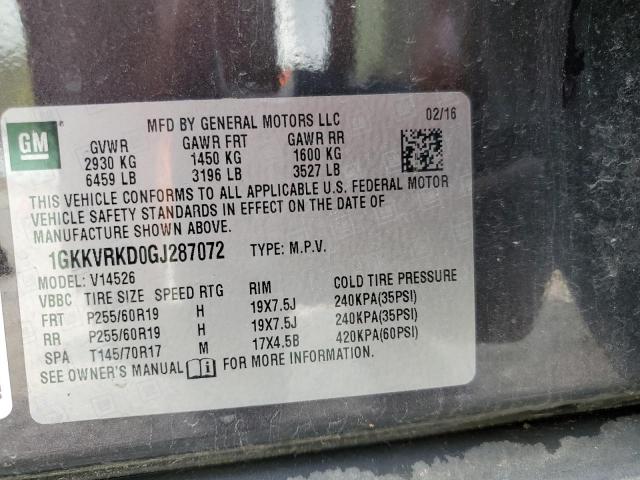 GM
MFD BY GENERAL MOTORS LLC 02/16
GVWR GAWR FRT GAWR RR
2930 KG 1450 KG 1600 KG
6459 LB 3196 LB 3527 LB
THIS VEHICLE CONFORMS TO ALL APPLICABLE U.S. FEDERAL MOTOR
VEHICLE SAFETY STANDARDS IN EFFECT ON THE DATE OF
MANUFACTURE SHOWN ABOVE.
1GKKVRKD0GJ287072 TYPE: M.P.V.
MODEL: V14526
VBBC TIRE SIZE SPEED RTG RIM COLD TIRE PRESSURE
FRT P255/60R19 H 19X7.5J 240KPA(35PSI)
RR P255/60R19 H 19X7.5J 240KPA(35PSI)
SPA T145/70R17 M 17X4.5B 420KPA(60PSI)
SEE OWNER'S MANUAL FOR MORE INFORMATION.